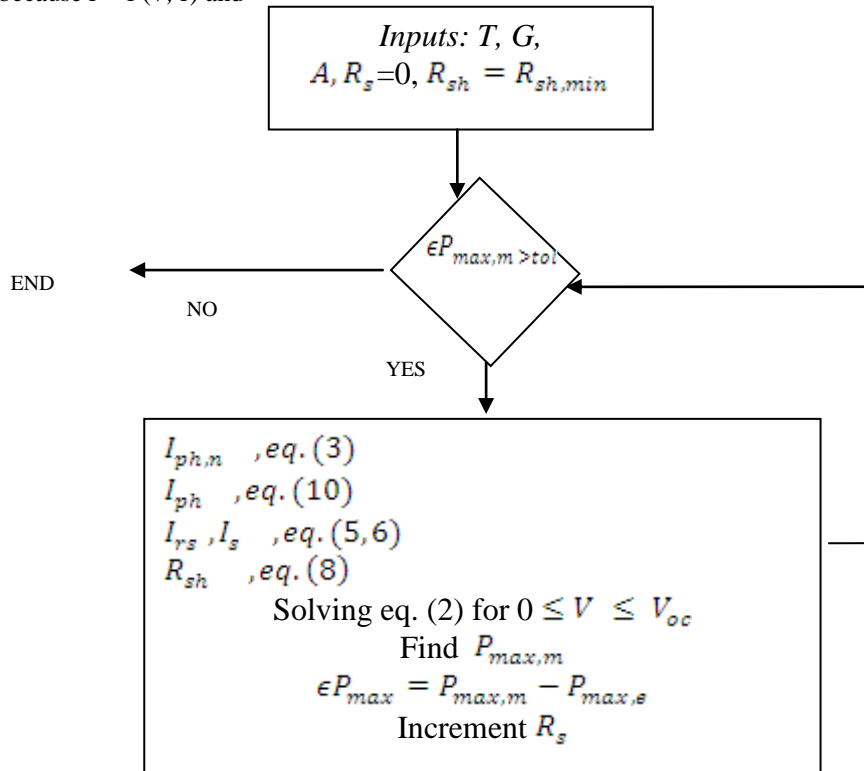 Inputs: T, G,
A, R_s=0, R_sh = R_sh,min
ϵP_max,m >tol
END
NO
YES
I_ph,n ,eq.(3)
I_ph ,eq.(10)
I_rs ,I_s ,eq.(5,6)
R_sh ,eq.(8)
Solving eq. (2) for 0 ≤ V ≤ V_oc
Find P_max,m
ϵP_max = P_max,m − P_max,e
Increment R_s